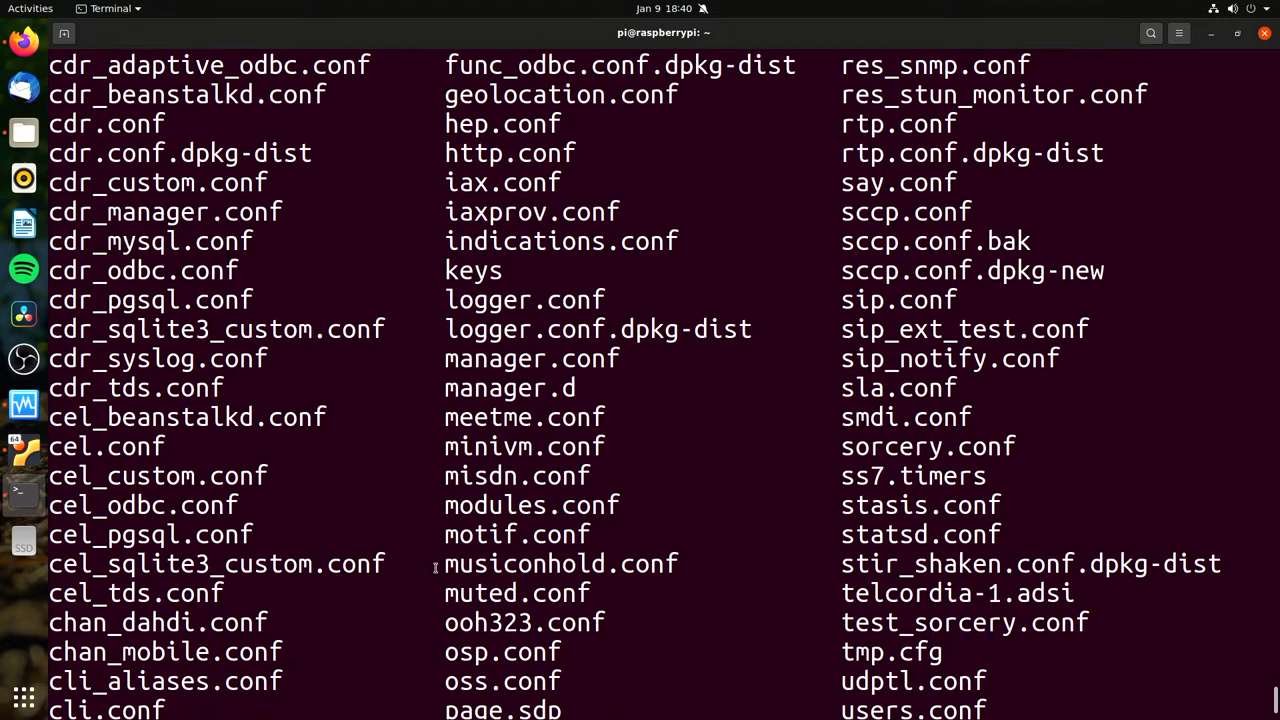 Activities Terminal Jan 9 18:40
pi@raspberrypi: ~
cdr_adaptive_odbc.conf func_odbc.conf.dpkg-dist res_snmp.conf
cdr_beanstalkd.conf geolocation.conf res_stun_monitor.conf
cdr.conf hep.conf rtp.conf
cdr.conf.dpkg-dist http.conf rtp.conf.dpkg-dist
cdr_custom.conf iax.conf say.conf
cdr_manager.conf iaxprov.conf sccp.conf
cdr_mysql.conf indications.conf sccp.conf.bak
cdr_odbc.conf keys sccp.conf.dpkg-new
cdr_pgsql.conf logger.conf sip.conf
cdr_sqlite3_custom.conf logger.conf.dpkg-dist sip_ext_test.conf
cdr_syslog.conf manager.conf sip_notify.conf
cdr_tds.conf manager.d sla.conf
cel_beanstalkd.conf meetme.conf smdi.conf
cel.conf minivm.conf sorcery.conf
cel_custom.conf misdn.conf ss7.timers
cel_odbc.conf modules.conf stasis.conf
cel_pgsql.conf motif.conf statsd.conf
cel_sqlite3_custom.conf musiconhold.conf stir_shaken.conf.dpkg-dist
cel_tds.conf muted.conf telcordia-1.adsi
chan_dahdi.conf ooh323.conf test_sorcery.conf
chan_mobile.conf osp.conf tmp.cfg
cli_aliases.conf oss.conf udptl.conf
cli.conf page.sdp users.conf
64
>_
SSD